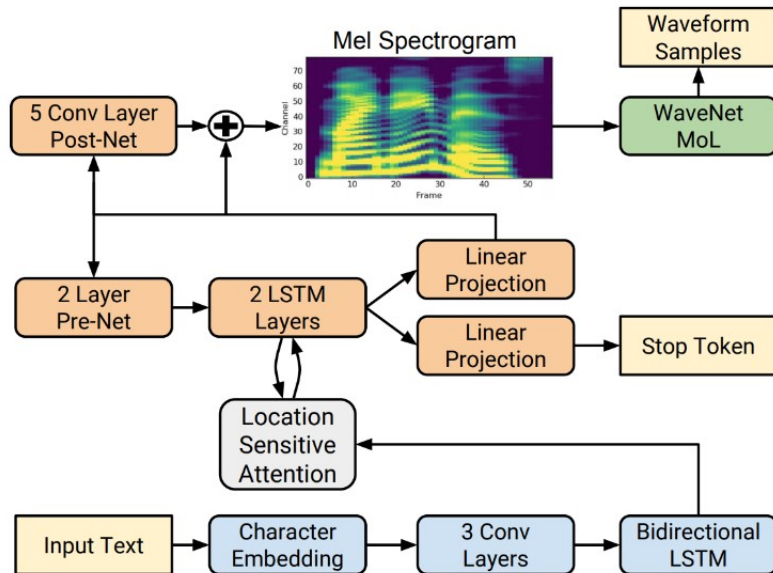 Waveform
Samples
Mel Spectrogram
5 Conv Layer
Post-Net
WaveNet
MoL
Channel
70
60
50
40
30
20
10
0
0 10 20 30 40 50
Frame
2 Layer
Pre-Net
2 LSTM
Layers
Linear
Projection
Linear
Projection
Stop Token
Location
Sensitive
Attention
Input Text
Character
Embedding
3 Conv
Layers
Bidirectional
LSTM